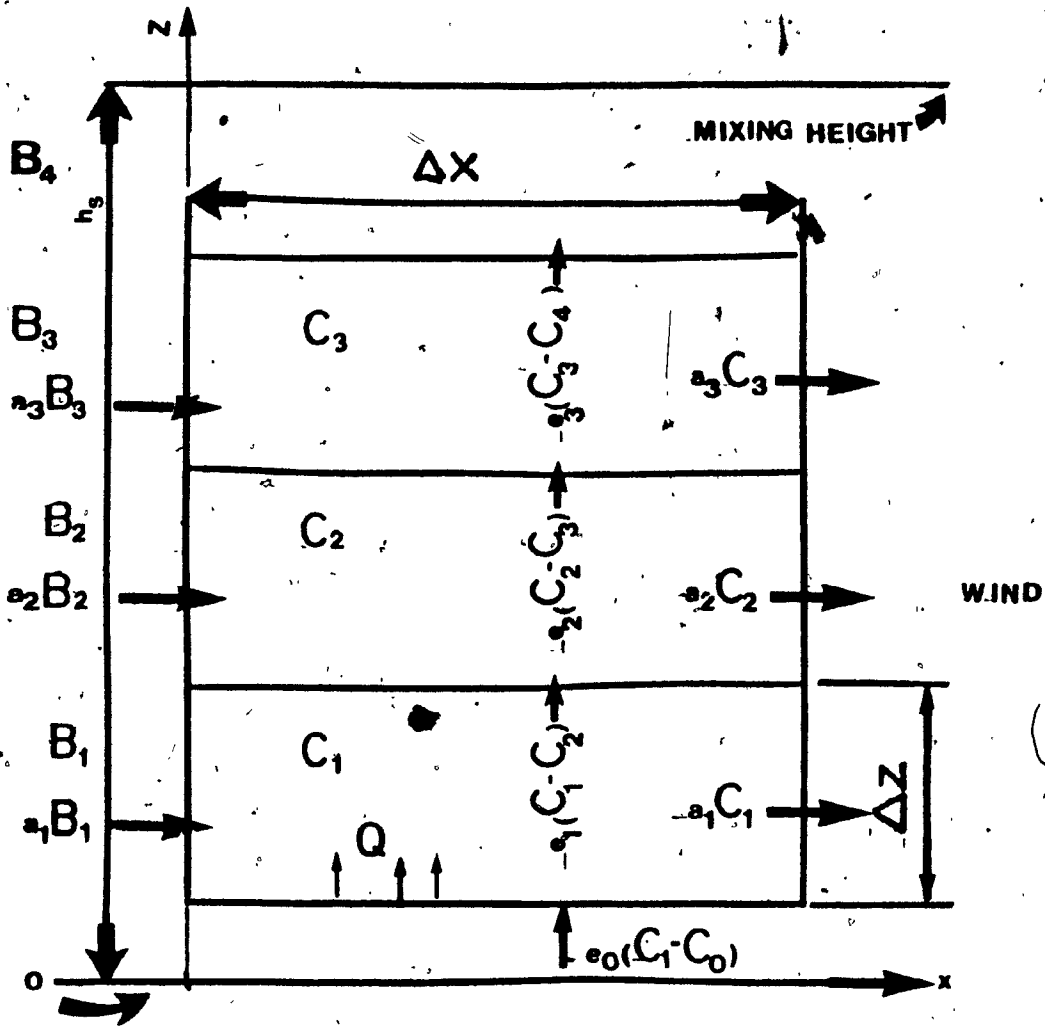 z
MIXING HEIGHT
B₄
ΔX
hₛ
B₃
C₃
-e₃(C₃-C₄)
a₃B₃
a₃C₃
B₂
C₂
-e₂(C₂-C₃)
a₂B₂
-a₂C₂
WIND
B₁
C₁
-e₁(C₁-C₂)
a₁B₁
-a₁C₁
ΔZ
Q
e₀(C₁-C₀)
0
x